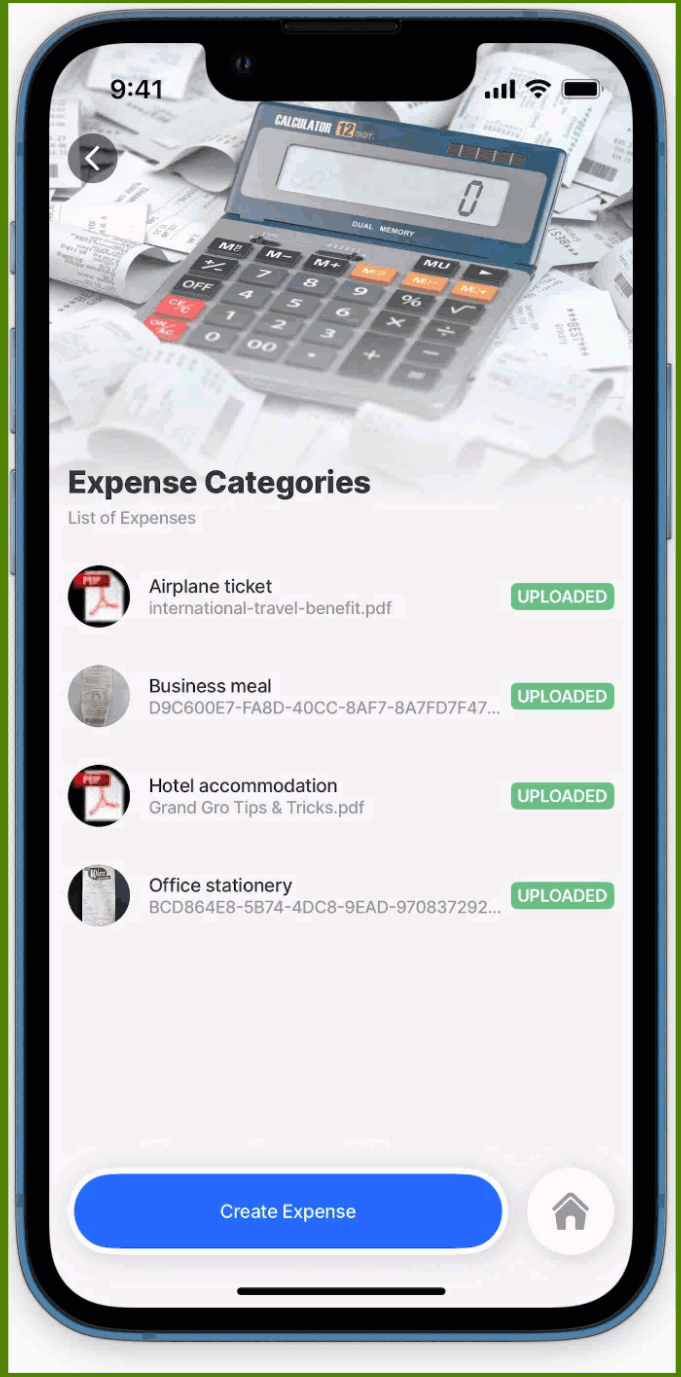 9:41
CALCULATOR 12 DIGIT
0
DUAL MEMORY
M– M+ MU
+/- 7 8 9
OFF 4 5 6 % √
CE/C 1 2 3 × ÷
ON/AC 0 00 . + − =
***BEST***
Expense Categories
List of Expenses
Airplane ticket
international-travel-benefit.pdf
UPLOADED
Business meal
D9C600E7-FA8D-40CC-8AF7-8A7FD7F47...
UPLOADED
Hotel accommodation
Grand Gro Tips & Tricks.pdf
UPLOADED
Office stationery
BCD864E8-5B74-4DC8-9EAD-970837292...
UPLOADED
Create Expense